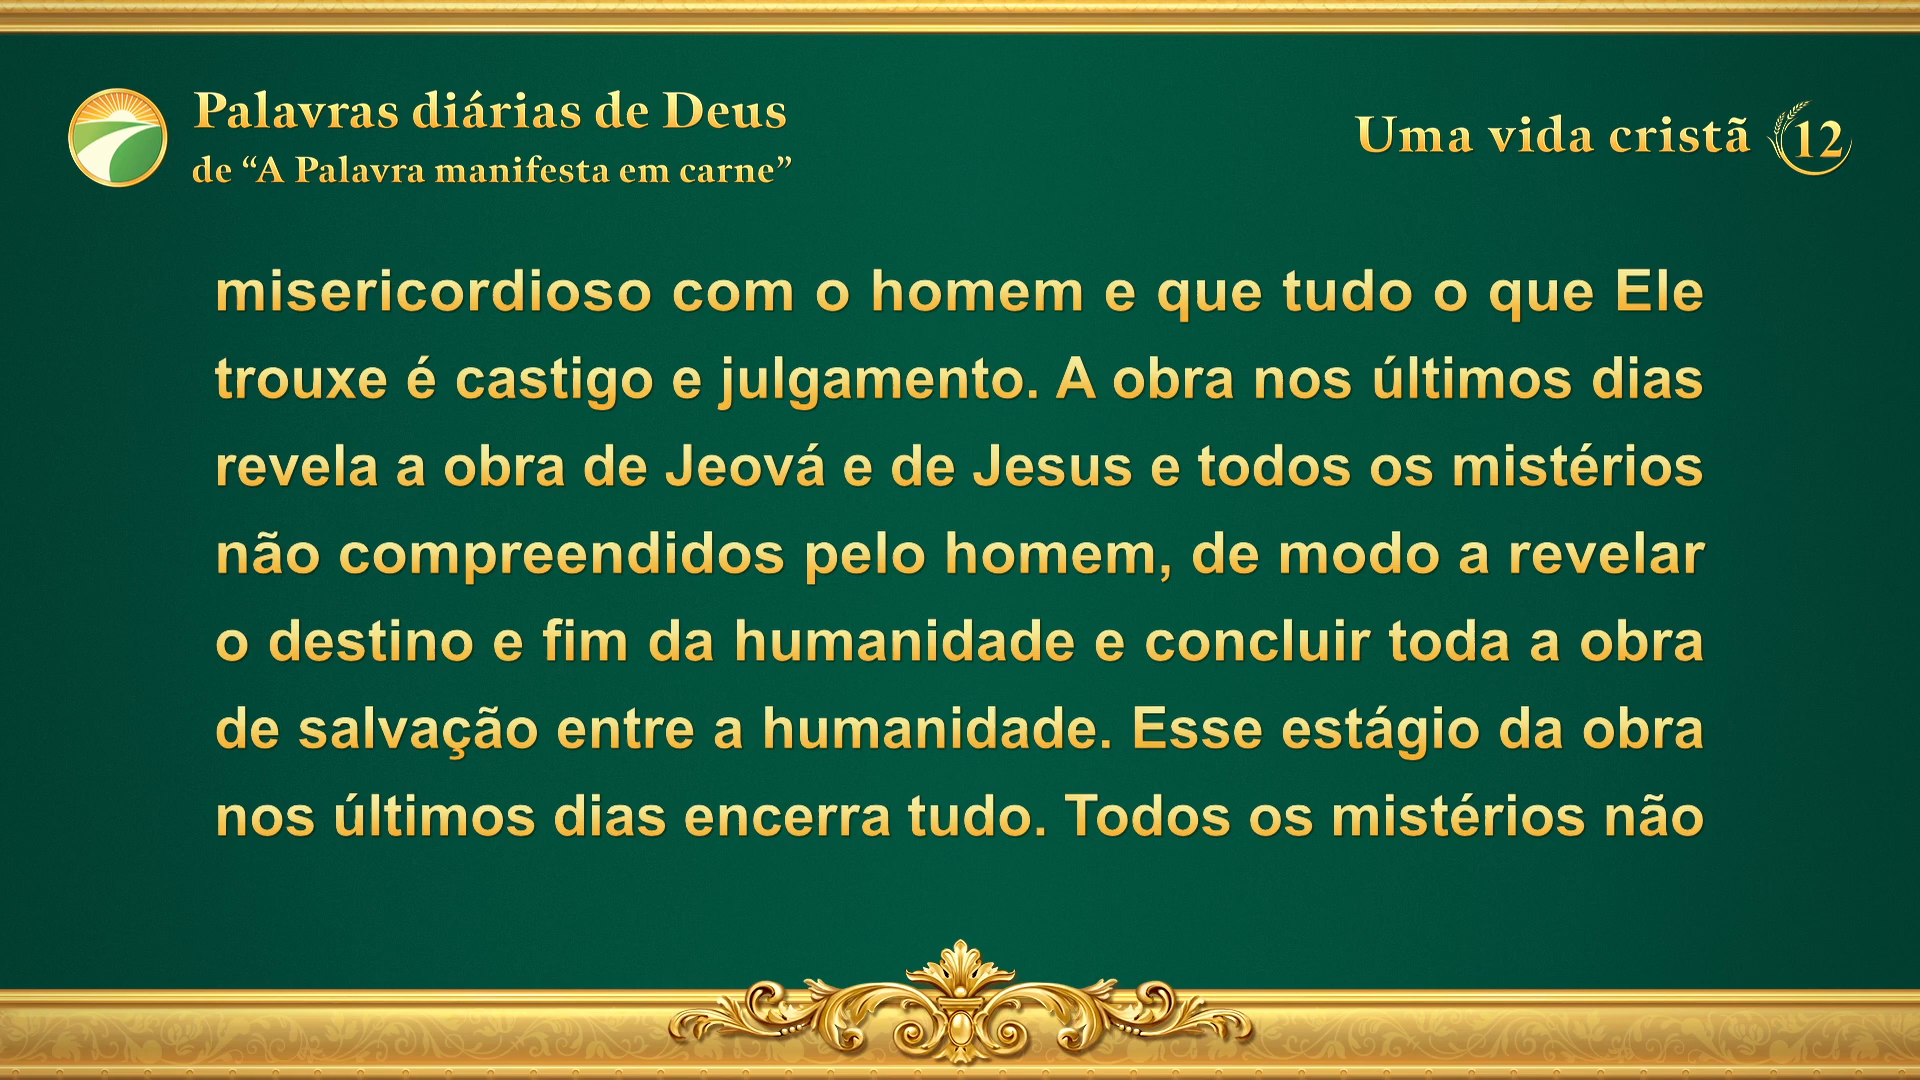 Palavras diárias de Deus
de “A Palavra manifesta em carne”
Uma vida cristã 12
misericordioso com o homem e que tudo o que Ele
trouxe é castigo e julgamento. A obra nos últimos dias
revela a obra de Jeová e de Jesus e todos os mistérios
não compreendidos pelo homem, de modo a revelar
o destino e fim da humanidade e concluir toda a obra
de salvação entre a humanidade. Esse estágio da obra
nos últimos dias encerra tudo. Todos os mistérios não